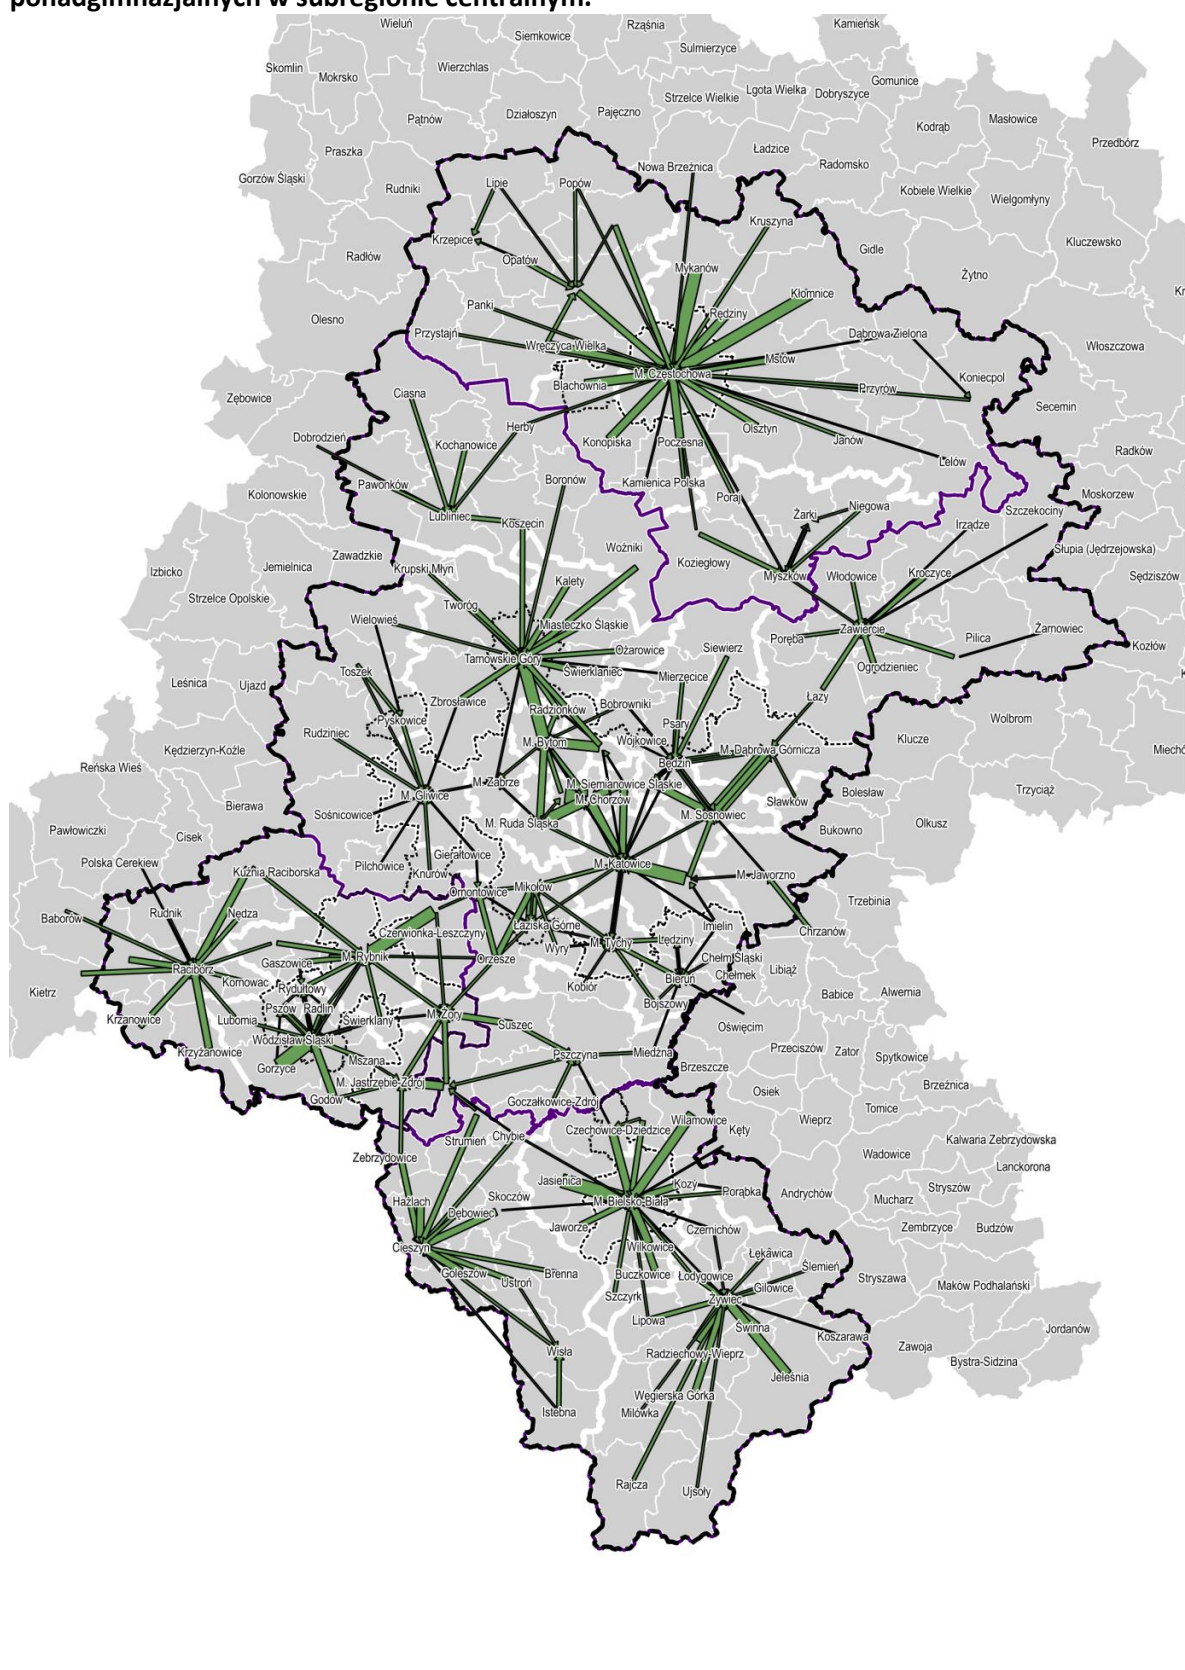 ponadgimnazjalnych w subregionie centralnym.
Wieluń
Rząśnia
Kamieńsk
Siemkowice
Sulmierzyce
Skomlin
Mokrsko
Wierzchlas
Gomunice
Lgota Wielka
Dobryszyce
Strzelce Wielkie
Działoszyn
Pajęczno
Pątnów
Masłowice
Kodrąb
Przedbórz
Praszka
Ładzice
Nowa Brzeźnica
Radomsko
Gorzów Śląski
Rudniki
Lipie
Popów
Kobiele Wielkie
Wielgomłyny
Kruszyna
Krzepice
Kluczewsko
Gidle
Radłów
Opatów
Mykanów
Żytno
Kr
Kłomnice
Panki
Rędziny
Olesno
Przystajń
Dąbrowa Zielona
Wręczyca Wielka
Włoszczowa
Mstów
M. Częstochowa
Koniecpol
Blachownia
Przyrów
Ciasna
Zębowice
Secemin
Herby
Olsztyn
Dobrodzień
Kochanowice
Konopiska
Poczesna
Janów
Radków
Lelów
Boronów
Pawonków
Kamienica Polska
Kolonowskie
Poraj
Moskorzew
Niegowa
Szczekociny
Lubliniec
Żarki
Koszęcin
Irządze
Woźniki
Słupia (Jędrzejowska)
Zawadzkie
Koziegłowy
Izbicko
Jemielnica
Krupski Młyn
Myszków
Kroczyce
Sędziszów
Kalety
Włodowice
Strzelce Opolskie
Tworóg
Wielowieś
Miasteczko Śląskie
Zawiercie
Żarnowiec
Poręba
Pilica
Kozłów
Ożarowice
Siewierz
Tarnowskie Góry
Ogrodzieniec
Toszek
Świerklaniec
Mierzęcice
Leśnica
Ujazd
Łazy
Zbrosławice
Bobrowniki
Radzionków
Wolbrom
Pyskowice
Psary
Rudziniec
Klucze
Wojkowice
M. Bytom
Kędzierzyn-Koźle
M. Dąbrowa Górnicza
Miechó
Będzin
Reńska Wieś
M. Zabrze
M. Siemianowice Śląskie
Trzyciąż
Bolesław
M. Gliwice
M. Chorzów
Sławków
Bierawa
Sośnicowice
M. Sosnowiec
M. Ruda Śląska
Olkusz
Pawłowiczki
Bukowno
Cisek
Gierałtowice
Polska Cerekiew
M. Katowice
Pilchowice
Kuźnia Raciborska
Knurów
M. Jaworzno
Mikołów
Ornontowice
Trzebinia
Rudnik
Nędza
Baborów
Łaziska Górne
Imielin
Chrzanów
Czerwionka-Leszczyny
Lędziny
M. Tychy
Wyry
M. Rybnik
Orzesze
Chełm Śląski
Gaszowice
Racibórz
Libiąż
Chełmek
Bieruń
Kornowac
Kobiór
Rydułtowy
Kietrz
Babice
Alwernia
Bojszowy
Pszów
Radlin
M. Żory
Krzanowice
Lubomia
Świerklany
Suszec
Oświęcim
Wodzisław Śląski
Krzyżanowice
Mszana
Pszczyna
Miedźna
Przeciszów
Zator
Spytkowice
Gorzyce
Brzeszcze
M. Jastrzębie-Zdrój
Brzeźnica
Osiek
Godów
Goczałkowice-Zdrój
Tomice
Wilamowice
Wieprz
Czechowice-Dziedzice
Kęty
Chybie
Strumień
Kalwaria Zebrzydowska
Wadowice
Zebrzydowice
Lanckorona
Jasienica
Kozy
Stryszów
Porąbka
Andrychów
Skoczów
Mucharz
Hażlach
M. Bielsko-Biała
Dębowiec
Zembrzyce
Budzów
Jaworze
Czernichów
Cieszyn
Wilkowice
Łękawica
Goleszów
Brenna
Ślemień
Buczkowice
Łodygowice
Stryszawa
Ustroń
Gilowice
Maków Podhalański
Szczyrk
Żywiec
Lipowa
Świnna
Jordanów
Koszarawa
Zawoja
Wisła
Radziechowy-Wieprz
Bystra-Sidzina
Jeleśnia
Węgierska Górka
Istebna
Milówka
Rajcza
Ujsoły